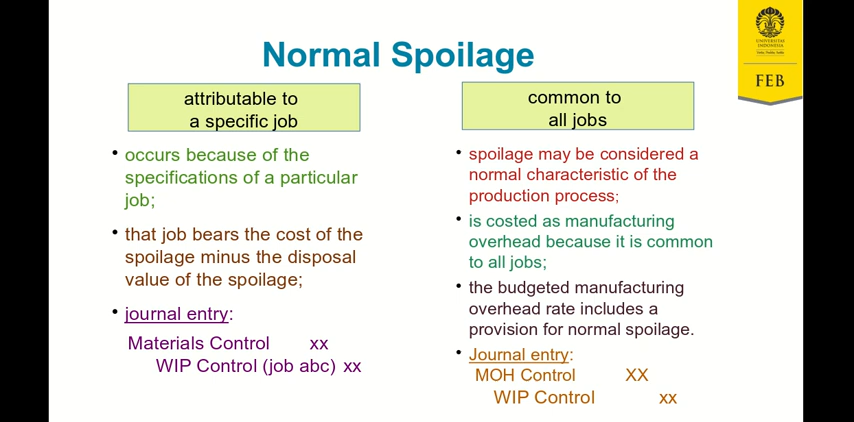 Normal Spoilage
UNIVERSITAS
INDONESIA
FEB
attributable to
a specific job
• occurs because of the
specifications of a particular
job;
• that job bears the cost of the
spoilage minus the disposal
value of the spoilage;
• journal entry:
Materials Control xx
WIP Control (job abc) xx
common to
all jobs
• spoilage may be considered a
normal characteristic of the
production process;
• is costed as manufacturing
overhead because it is common
to all jobs;
• the budgeted manufacturing
overhead rate includes a
provision for normal spoilage.
• Journal entry:
MOH Control XX
WIP Control xx